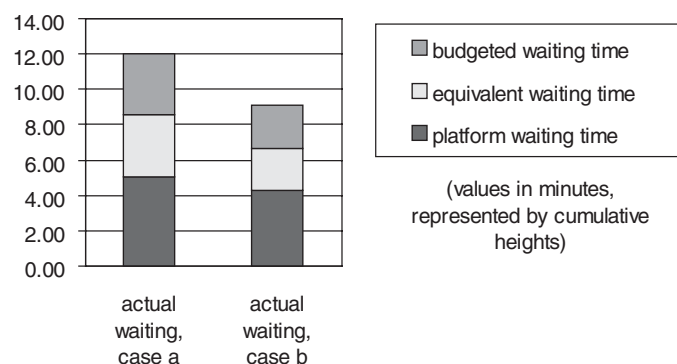 14.00
12.00
10.00
8.00
6.00
4.00
2.00
0.00
actual
waiting,
case a
actual
waiting,
case b
budgeted waiting time
equivalent waiting time
platform waiting time
(values in minutes,
represented by cumulative
heights)